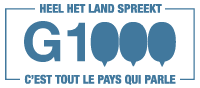 HEEL HET LAND SPREEKT
G1000
C'EST TOUT LE PAYS QUI PARLE